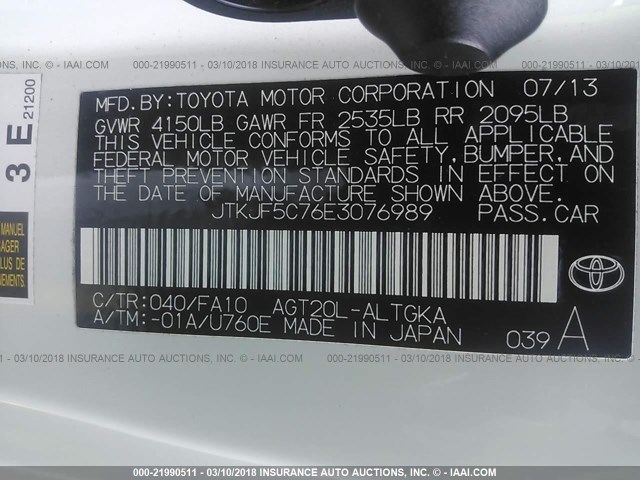 000-21990511 - 03/10/2018 INSURANCE AUTO AUCTIONS, INC. - © IAAI.COM
3 E
21200
MFD.BY:TOYOTA MOTOR CORPORATION 07/13
GVWR 4150LB GAWR FR 2535LB RR 2095LB
THIS VEHICLE CONFORMS TO ALL APPLICABLE
FEDERAL MOTOR VEHICLE SAFETY,BUMPER,AND
THEFT PREVENTION STANDARDS IN EFFECT ON
THE DATE OF MANUFACTURE SHOWN ABOVE.
JTKJF5C76E3076989 PASS.CAR
MANUEL
DE
C/TR:040/FA10 AGT20L-ALTGKA
A/TM:-01A/U760E MADE IN JAPAN 039 A
000-21990511 - 03/10/2018 INSURANCE AUTO AUCTIONS, INC. - © IAAI.COM
000-21990511 - 03/10/2018 INSURANCE AUTO AUCTIONS, INC.
- © IAAI.COM